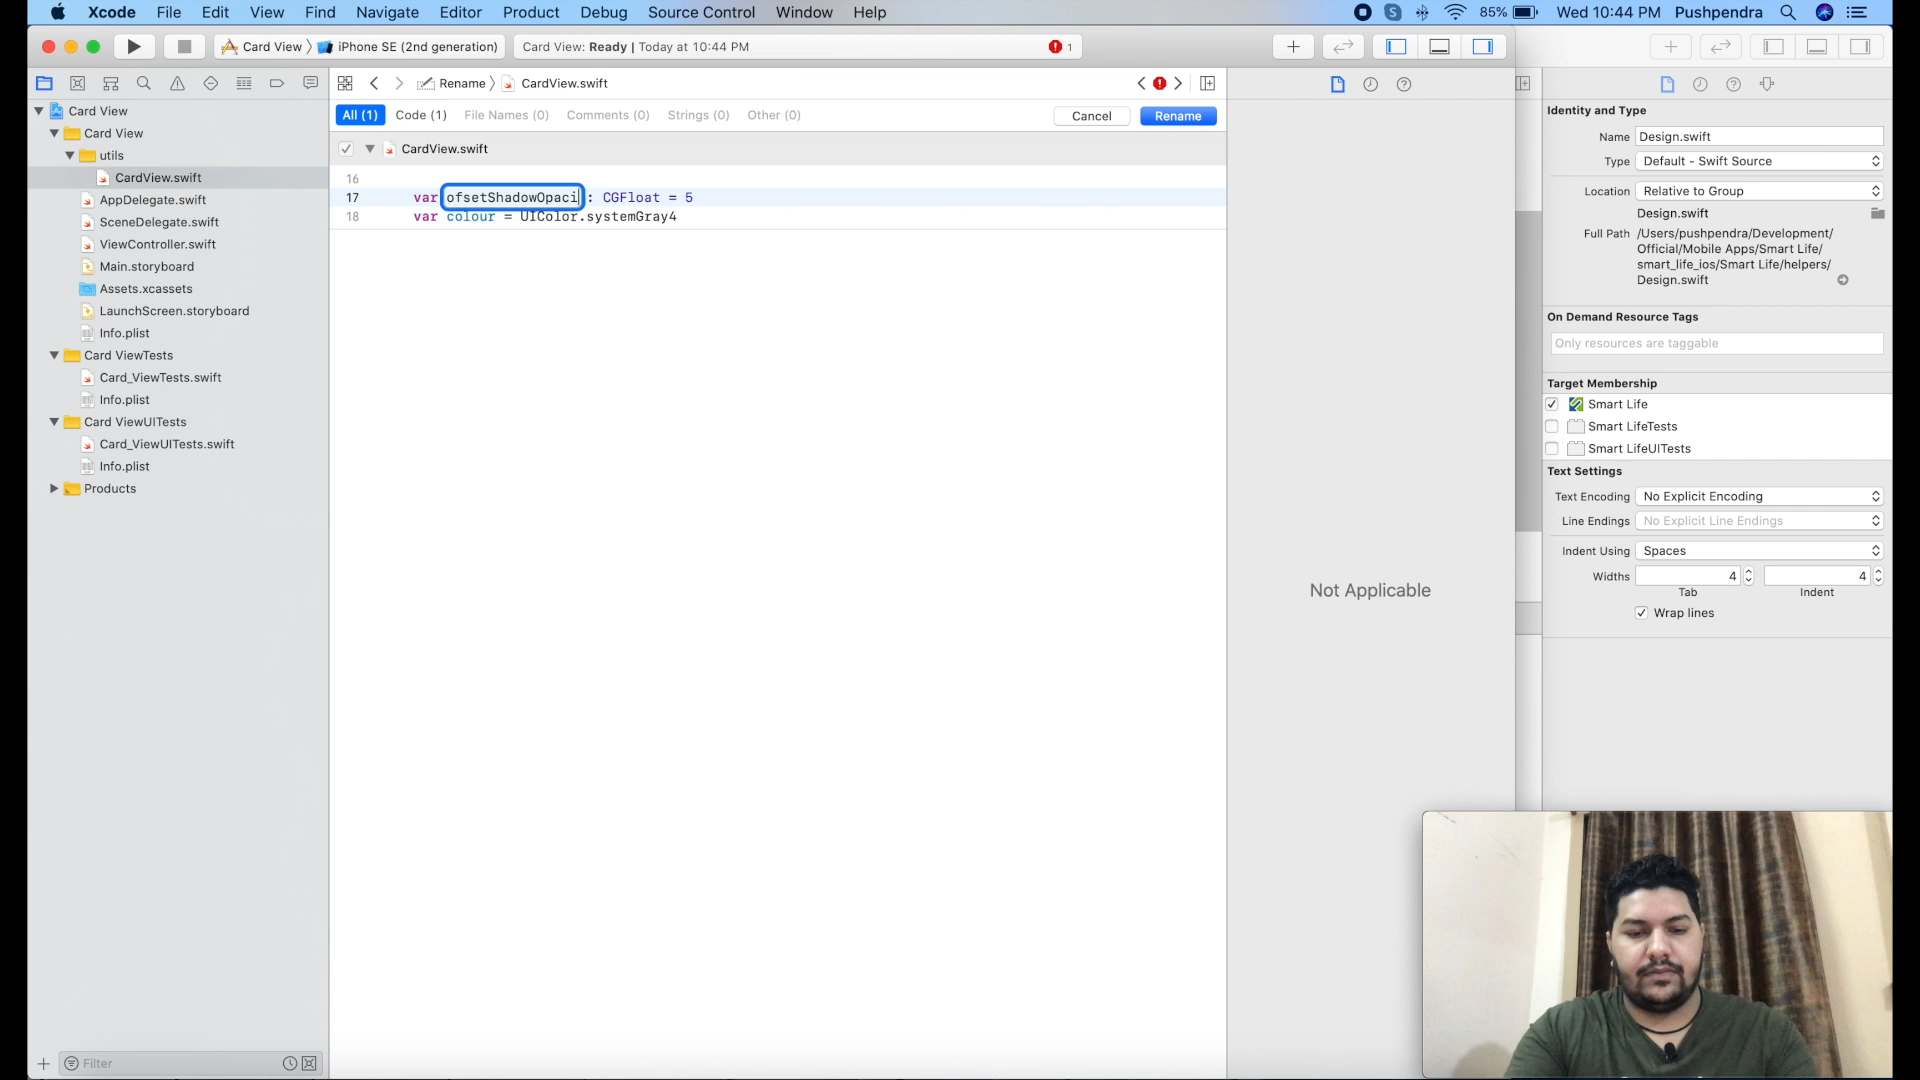 Xcode File Edit View Find Navigate Editor Product Debug Source Control Window Help 85% Wed 10:44 PM Pushpendra
Card View 〉 iPhone SE (2nd generation) Card View: Ready | Today at 10:44 PM 1
Rename 〉 CardView.swift
All (1) Code (1) File Names (0) Comments (0) Strings (0) Other (0) Cancel Rename
CardView.swift
16
17 var ofsetShadowOpaci : CGFloat = 5
18 var colour = UIColor.systemGray4
Card View
Card View
utils
CardView.swift
AppDelegate.swift
SceneDelegate.swift
ViewController.swift
Main.storyboard
Assets.xcassets
LaunchScreen.storyboard
Info.plist
Card ViewTests
Card_ViewTests.swift
Info.plist
Card ViewUITests
Card_ViewUITests.swift
Info.plist
Products
Filter
Not Applicable
Identity and Type
Name Design.swift
Type Default - Swift Source
Location Relative to Group
Design.swift
Full Path /Users/pushpendra/Development/
Official/Mobile Apps/Smart Life/
smart_life_ios/Smart Life/helpers/
Design.swift
On Demand Resource Tags
Only resources are taggable
Target Membership
Smart Life
Smart LifeTests
Smart LifeUITests
Text Settings
Text Encoding No Explicit Encoding
Line Endings No Explicit Line Endings
Indent Using Spaces
Widths 4 4
Tab Indent
Wrap lines